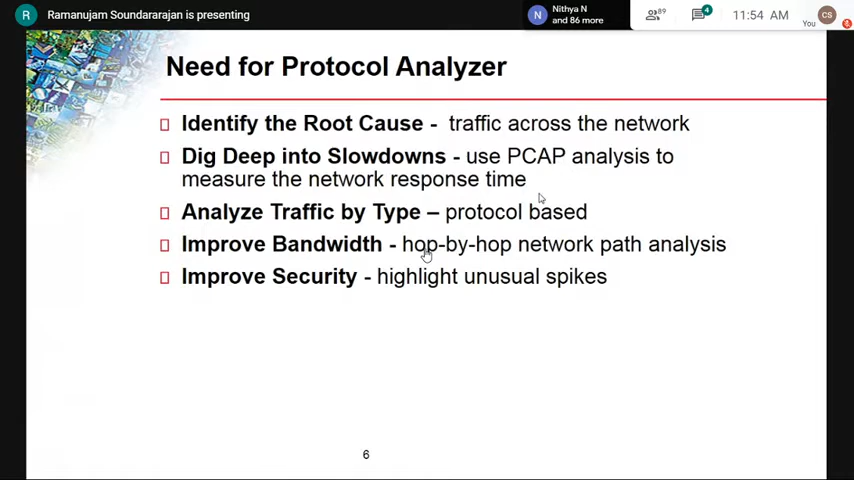 R Ramanujam Soundararajan is presenting
N Nithya N
and 86 more
89
4
11:54 AM
You
CS
Need for Protocol Analyzer
Identify the Root Cause - traffic across the network
Dig Deep into Slowdowns - use PCAP analysis to
measure the network response time
Analyze Traffic by Type – protocol based
Improve Bandwidth - hop-by-hop network path analysis
Improve Security - highlight unusual spikes
6